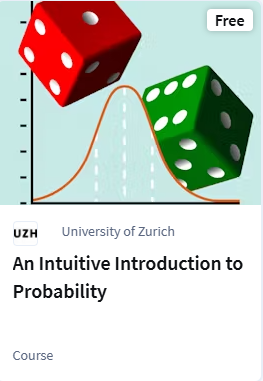 Free
UZH
University of Zurich
An Intuitive Introduction to
Probability
Course